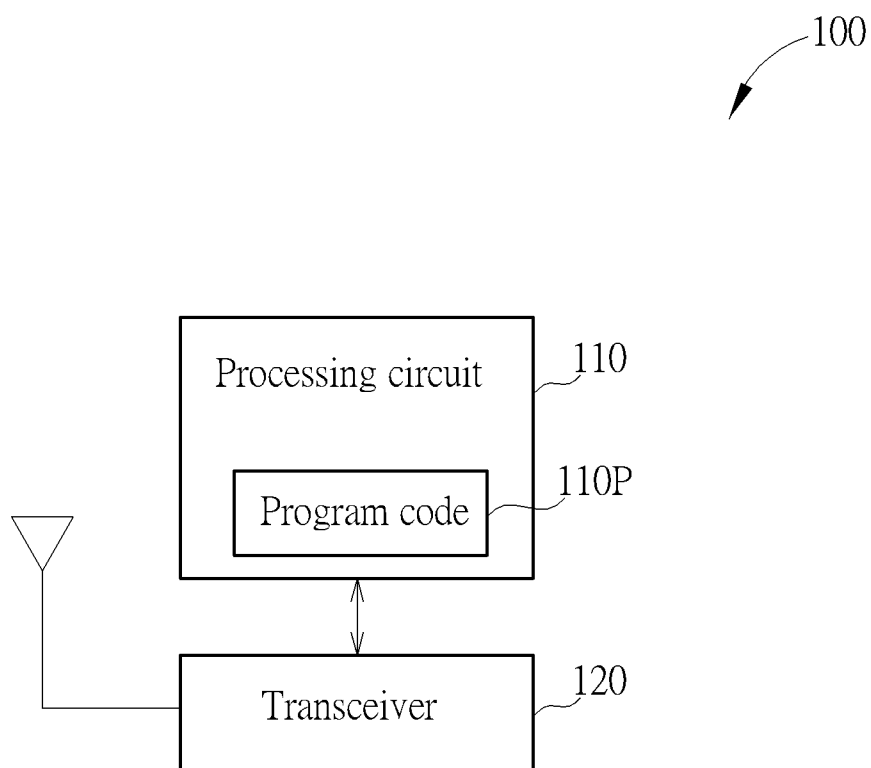 100
Processing circuit
110
110P
Program code
120
Transceiver